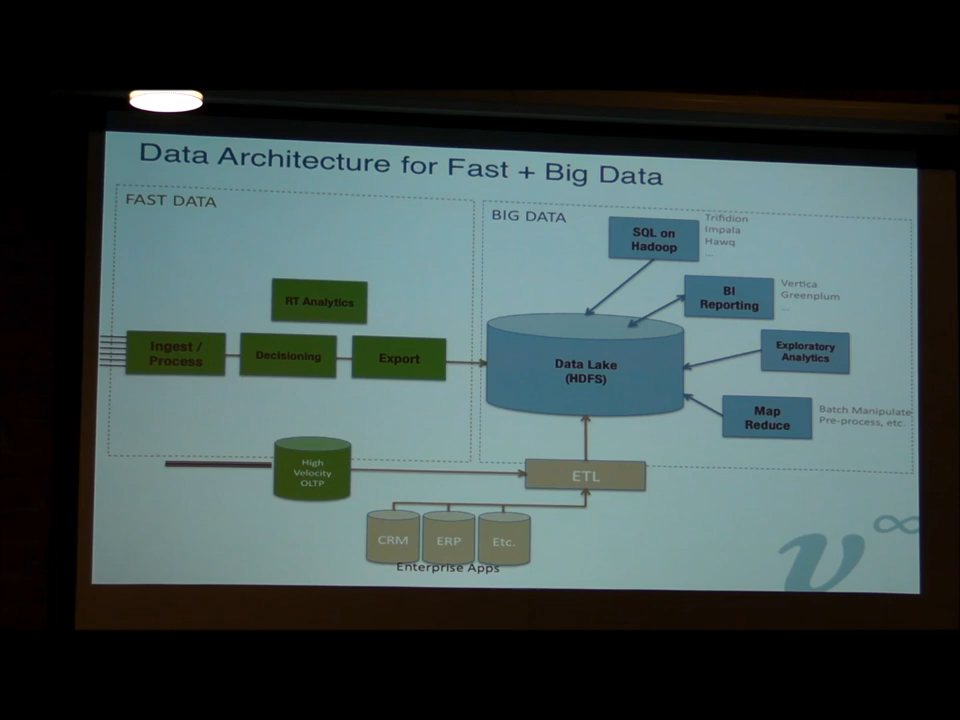 Data Architecture for Fast + Big Data
FAST DATA
RT Analytics
Ingest /
Process
Decisioning
Export
High
Velocity
OLTP
CRM
ERP
Etc.
Enterprise Apps
ETL
BIG DATA
SQL on
Hadoop
Trifidion
Impala
Hawq
...
BI
Reporting
Vertica
Greenplum
...
Data Lake
(HDFS)
Exploratory
Analytics
Map
Reduce
Batch Manipulate
Pre-process, etc.
v∞